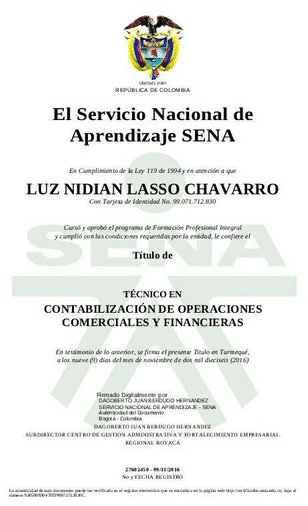 Libertad y orden
REPÚBLICA DE COLOMBIA
El Servicio Nacional de
Aprendizaje SENA
En Cumplimiento de la Ley 119 de 1994 y en atención a que
LUZ NIDIAN LASSO CHAVARRO
Con Tarjeta de Identidad No. 99.071.712.830
Cursó y aprobó el programa de Formación Profesional Integral
y cumplió con las condiciones requeridas por la entidad, le confiere el
SENA
Título de
TÉCNICO EN
CONTABILIZACIÓN DE OPERACIONES
COMERCIALES Y FINANCIERAS
En testimonio de lo anterior, se firma el presente Título en Turmequé,
a los nueve (9) días del mes de noviembre de dos mil dieciseis (2016)
Firmado Digitalmente por
DAGOBERTO JUAN BERDUGO HERNANDEZ
SERVICIO NACIONAL DE APRENDIZAJE - SENA
Autenticidad del Documento
Bogotá - Colombia
DAGOBERTO JUAN BERDUGO HERNANDEZ
SUBDIRECTOR CENTRO DE GESTION ADMINISTRATIVA Y FORTALECIMIENTO EMPRESARIAL
REGIONAL BOYACÁ
27602450 - 09/11/2016
No y FECHA REGISTRO
La autenticidad de este documento puede ser verificada en el registro electrónico que se encuentra en la página web http://certificados.sena.edu.co, bajo el
número